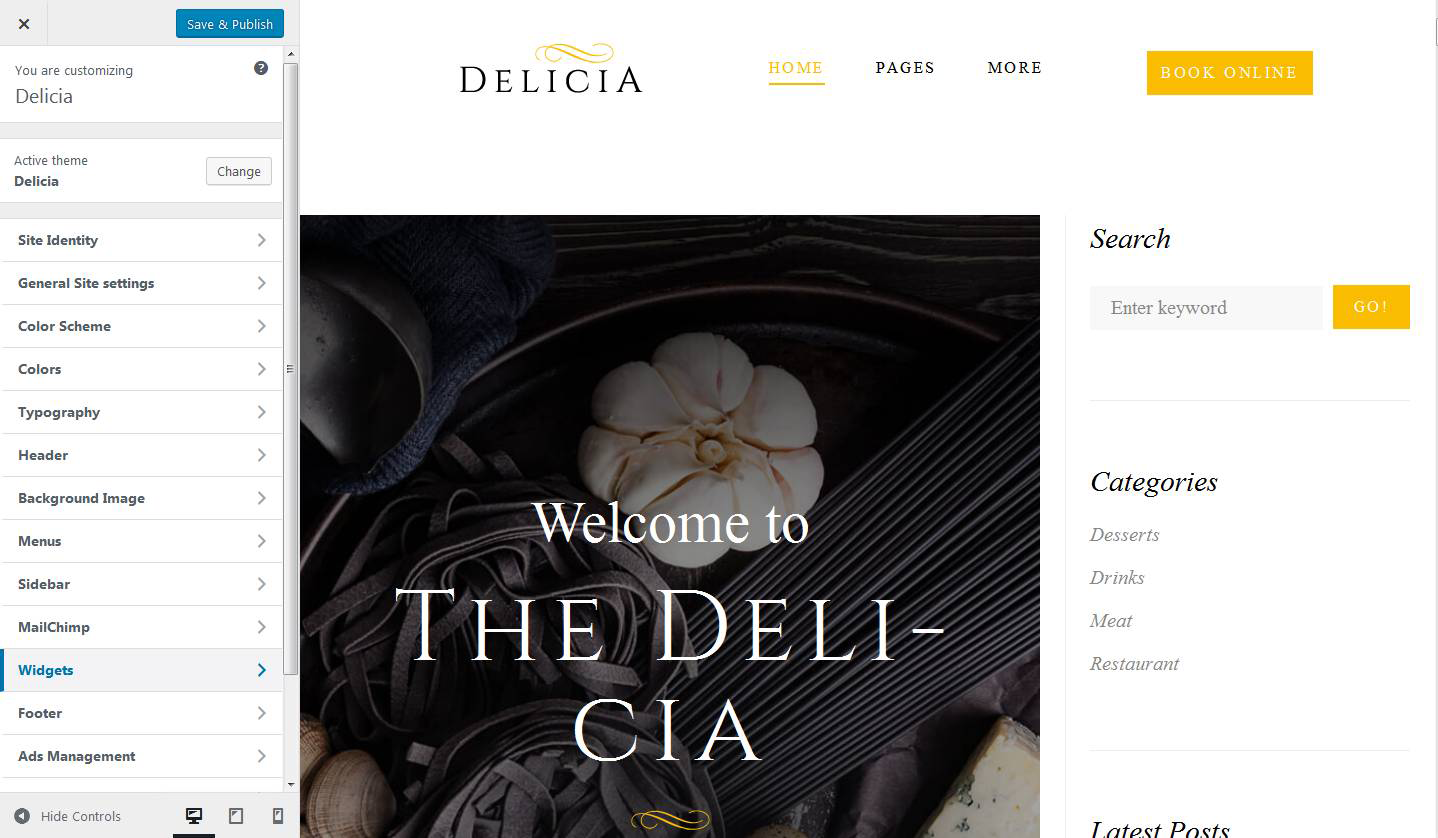 Save & Publish
You are customizing
Delicia
Active theme
Delicia
Change
Site Identity
General Site settings
Color Scheme
Colors
Typography
Header
Background Image
Menus
Sidebar
MailChimp
Widgets
Footer
Ads Management
Hide Controls
DELICIA
HOME PAGES MORE
BOOK ONLINE
Welcome to
THE DELI-
CIA
Search
Enter keyword
GO!
Categories
Desserts
Drinks
Meat
Restaurant
Latest Posts